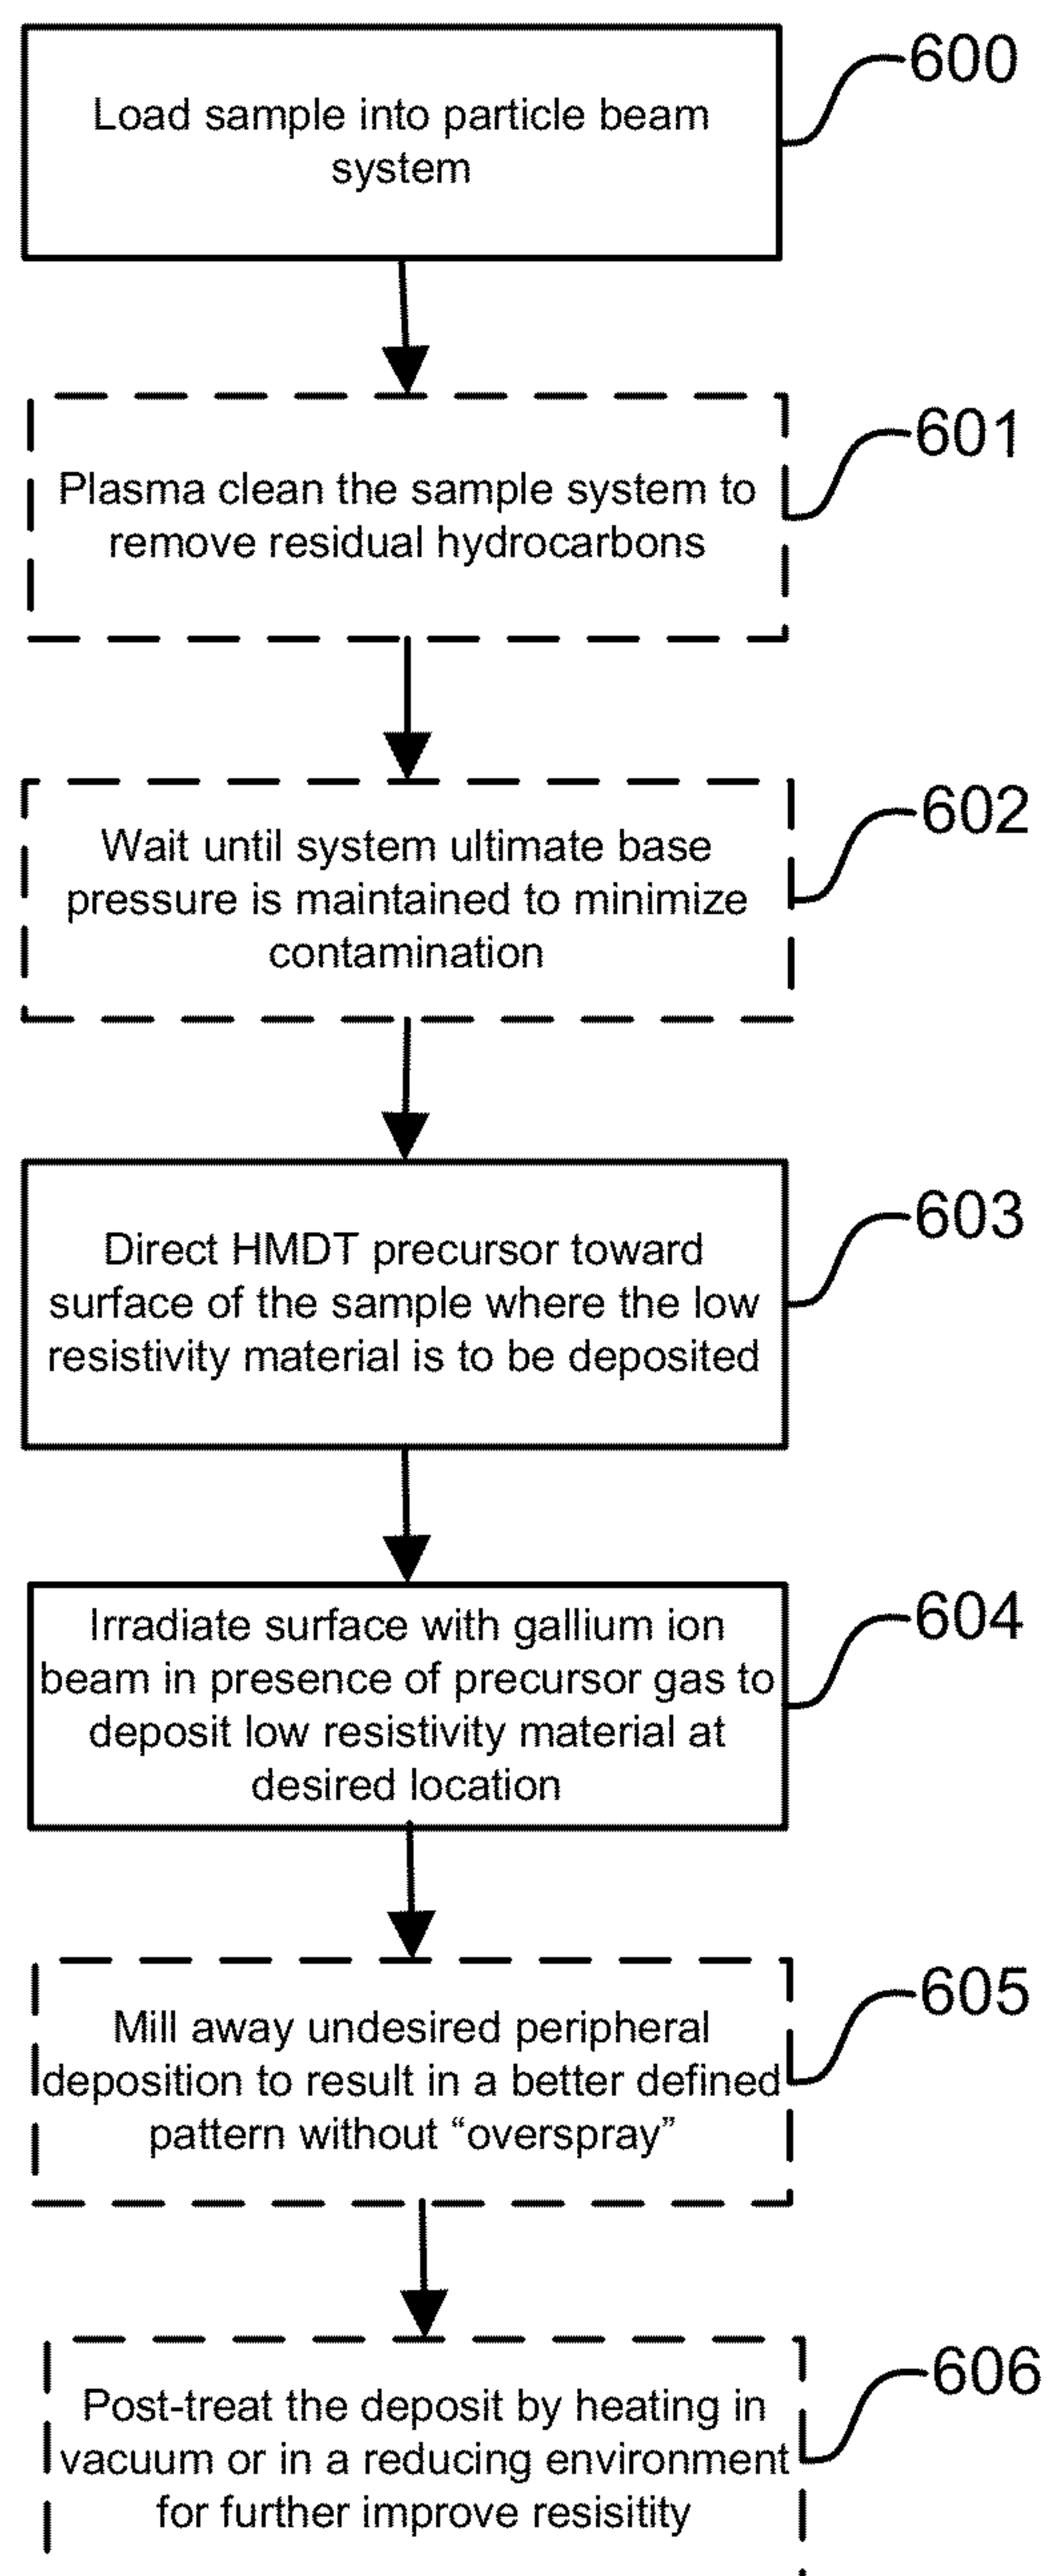 Load sample into particle beam
system
600
Plasma clean the sample system to
remove residual hydrocarbons
601
Wait until system ultimate base
pressure is maintained to minimize
contamination
602
Direct HMDT precursor toward
surface of the sample where the low
resistivity material is to be deposited
603
Irradiate surface with gallium ion
beam in presence of precursor gas to
deposit low resistivity material at
desired location
604
Mill away undesired peripheral
deposition to result in a better defined
pattern without “overspray”
605
Post-treat the deposit by heating in
vacuum or in a reducing environment
for further improve resisitity
606